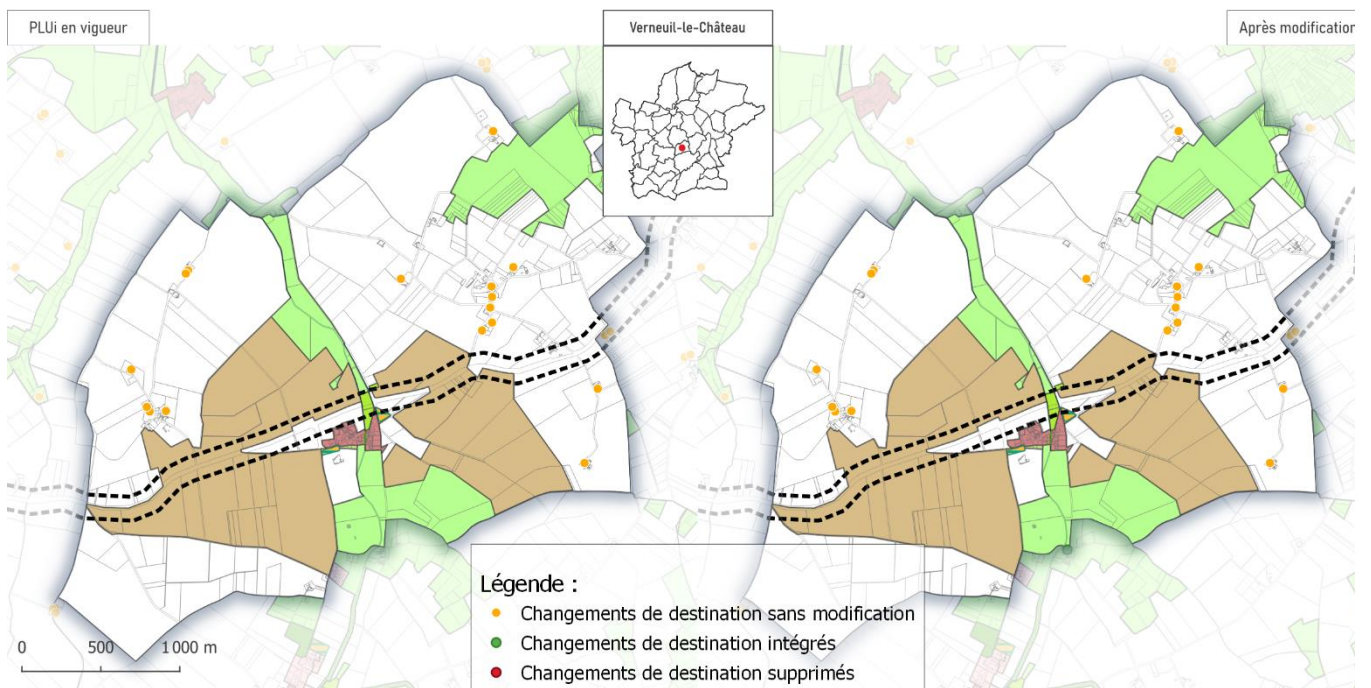 PLUi en vigueur
Verneuil-le-Château
Après modification
Légende :
Changements de destination sans modification
Changements de destination intégrés
Changements de destination supprimés
0 500 1 000 m